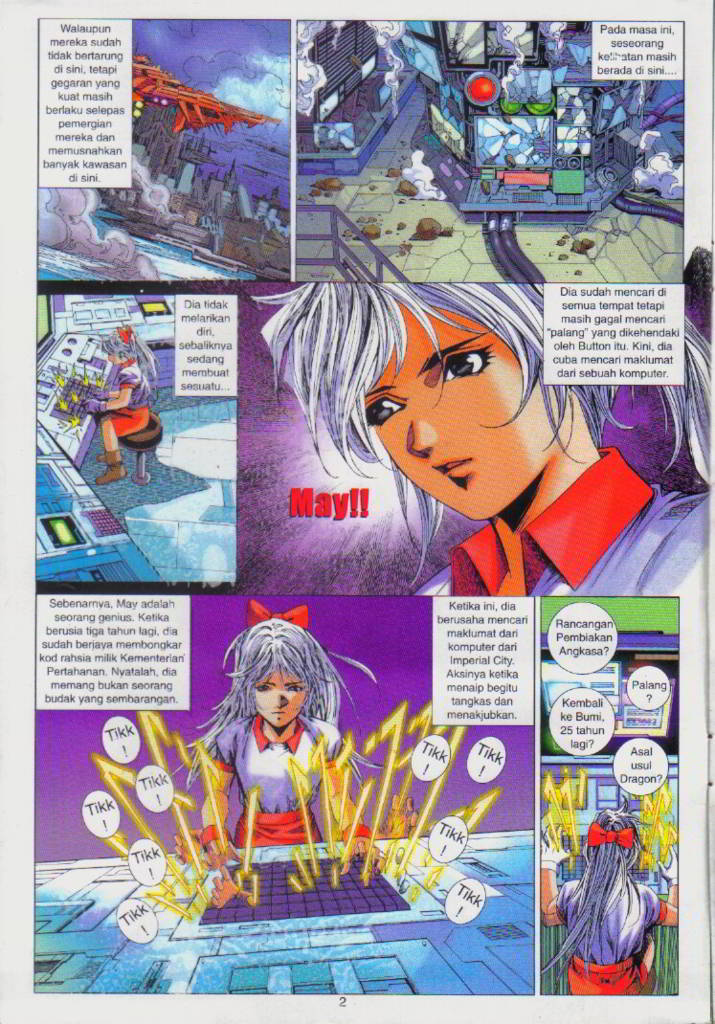 Walaupun
mereka sudah
tidak bertarung
di sini, tetapi
gegaran yang
kuat masih
berlaku selepas
pemergian
mereka dan
memusnahkan
banyak kawasan
di sini.
Pada masa ini,
seseorang
kelihatan masih
berada di sini....
Dia tidak
melarikan
diri,
sebaliknya
sedang
membuat
sesuatu...
Dia sudah mencari di
semua tempat tetapi
masih gagal mencari
"palang" yang dikehendaki
oleh Button itu. Kini, dia
cuba mencari maklumat
dari sebuah komputer.
May!!
Sebenarnya, May adalah
seorang genius. Ketika
berusia tiga tahun lagi, dia
sudah berjaya membongkar
kod rahsia milik Kementerian
Pertahanan. Nyatalah, dia
memang bukan seorang
budak yang sembarangan.
Ketika ini, dia
berusaha mencari
maklumat dari
komputer dari
Imperial City.
Aksinya ketika
menaip begitu
tangkas dan
menakjubkan.
Tikk
!
Tikk
!
Tikk
!
Tikk
!
Tikk
!
Tikk
!
Tikk
!
Tikk
!
Tikk
!
Rancangan
Pembiakan
Angkasa?
Palang
?
Kembali
ke Bumi,
25 tahun
lagi?
Asal
usul
Dragon?
2